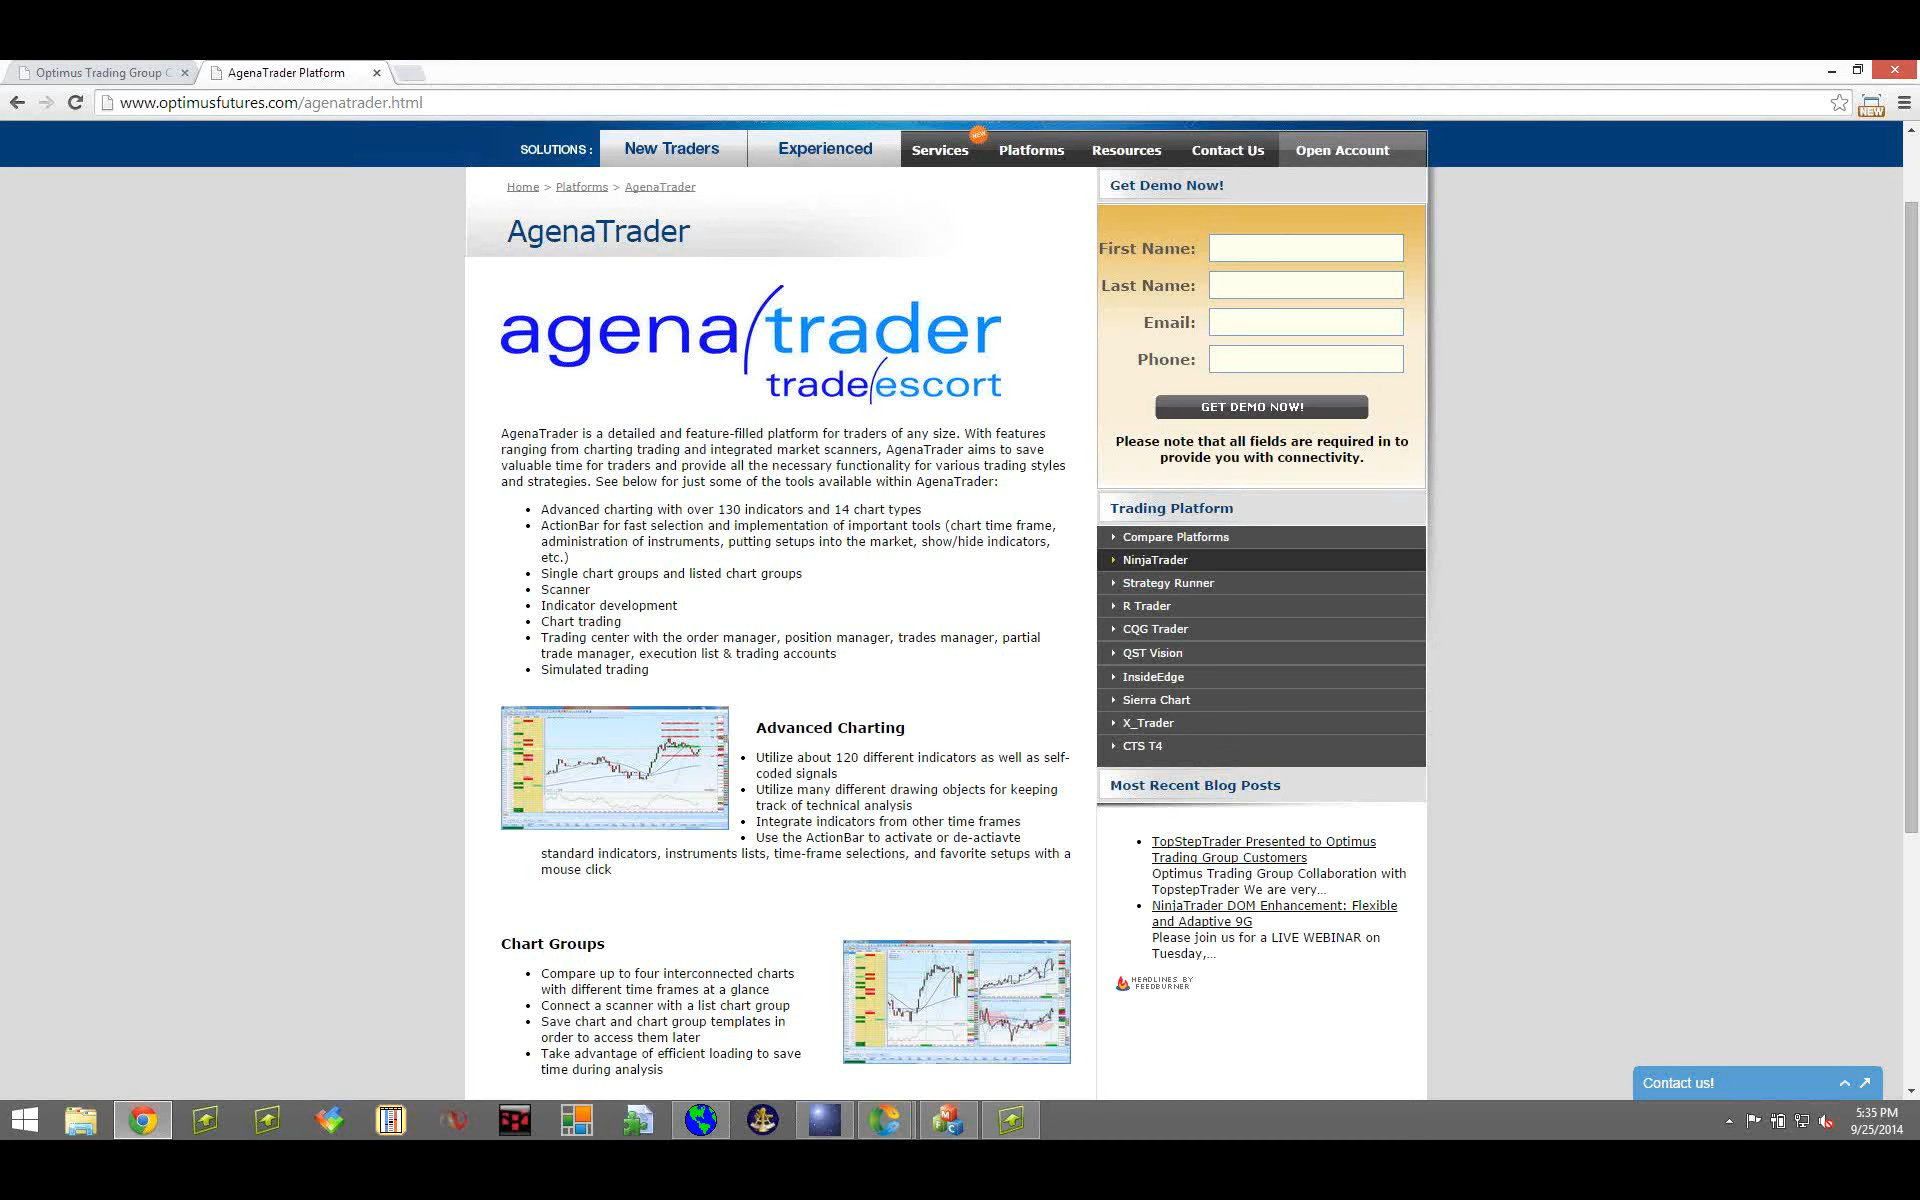 Optimus Trading Group C
AgenaTrader Platform
www.optimusfutures.com/agenatrader.html
NEW
SOLUTIONS :
New Traders
Experienced
Services
NEW
Platforms
Resources
Contact Us
Open Account
Home > Platforms > AgenaTrader
AgenaTrader
agena trader
trade escort
AgenaTrader is a detailed and feature-filled platform for traders of any size. With features
ranging from charting trading and integrated market scanners, AgenaTrader aims to save
valuable time for traders and provide all the necessary functionality for various trading styles
and strategies. See below for just some of the tools available within AgenaTrader:
• Advanced charting with over 130 indicators and 14 chart types
• ActionBar for fast selection and implementation of important tools (chart time frame,
administration of instruments, putting setups into the market, show/hide indicators,
etc.)
• Single chart groups and listed chart groups
• Scanner
• Indicator development
• Chart trading
• Trading center with the order manager, position manager, trades manager, partial
trade manager, execution list & trading accounts
• Simulated trading
Advanced Charting
• Utilize about 120 different indicators as well as self-
coded signals
• Utilize many different drawing objects for keeping
track of technical analysis
• Integrate indicators from other time frames
• Use the ActionBar to activate or de-actiavte
standard indicators, instruments lists, time-frame selections, and favorite setups with a
mouse click
Chart Groups
• Compare up to four interconnected charts
with different time frames at a glance
• Connect a scanner with a list chart group
• Save chart and chart group templates in
order to access them later
• Take advantage of efficient loading to save
time during analysis
Get Demo Now!
First Name:
Last Name:
Email:
Phone:
GET DEMO NOW!
Please note that all fields are required in to
provide you with connectivity.
Trading Platform
Compare Platforms
NinjaTrader
Strategy Runner
R Trader
CQG Trader
QST Vision
InsideEdge
Sierra Chart
X_Trader
CTS T4
Most Recent Blog Posts
• TopStepTrader Presented to Optimus
Trading Group Customers
Optimus Trading Group Collaboration with
TopstepTrader We are very...
• NinjaTrader DOM Enhancement: Flexible
and Adaptive 9G
Please join us for a LIVE WEBINAR on
Tuesday,...
HEADLINES BY
FEEDBURNER
Contact us!
5:35 PM
9/25/2014